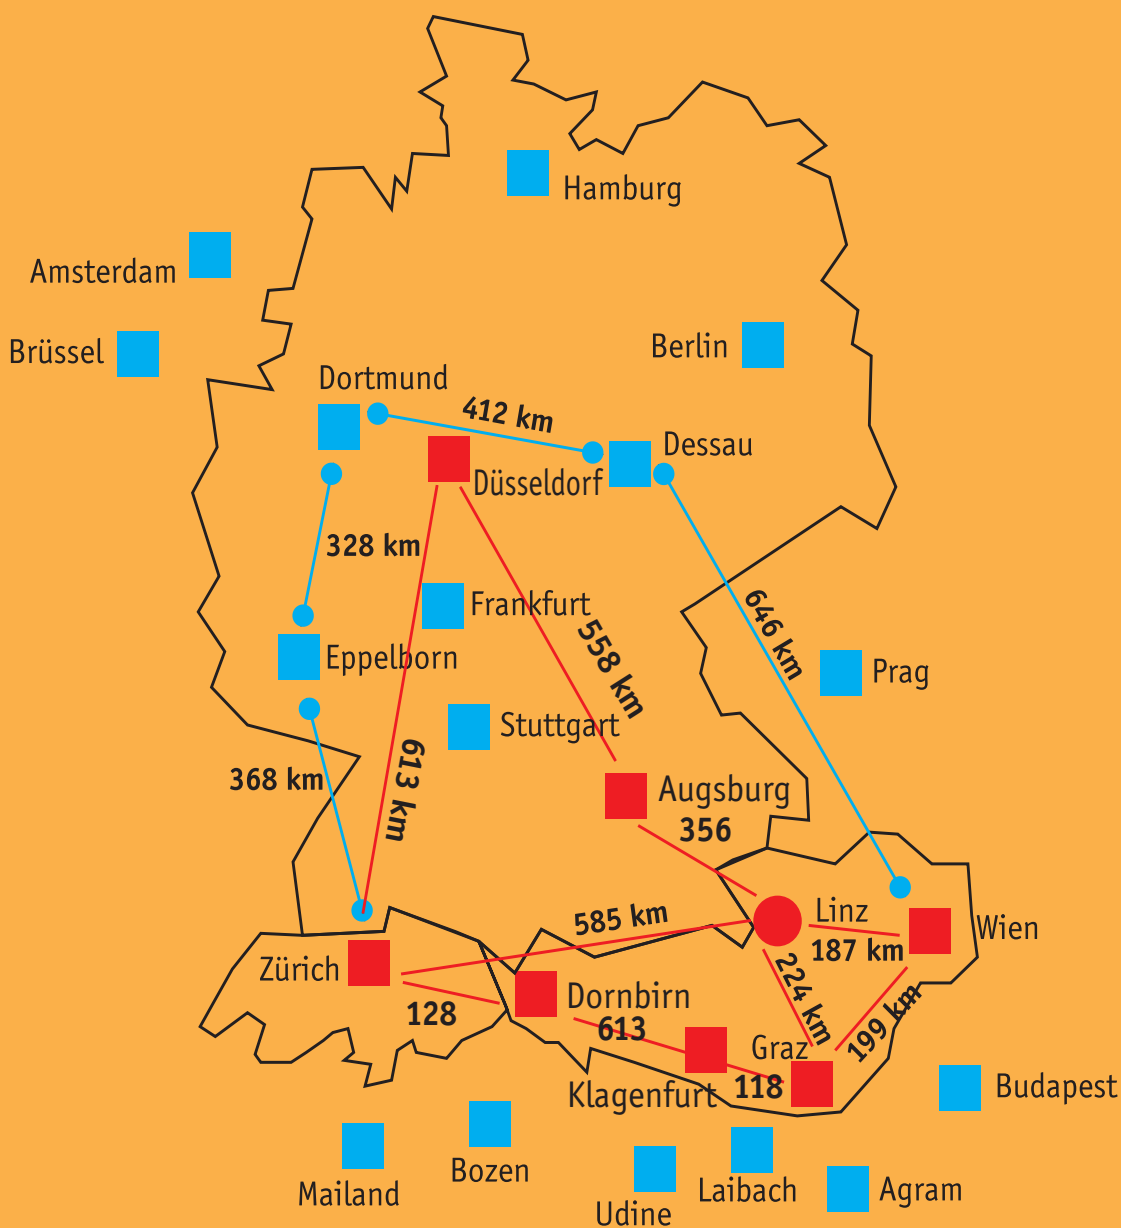 Hamburg
Amsterdam
Brüssel
Berlin
Dortmund
412 km
Dessau
Düsseldorf
328 km
Frankfurt
558 km
646 km
Eppelborn
Prag
Stuttgart
368 km
613 km
Augsburg
356
585 km
Linz
Wien
187 km
Zürich
224 km
Dornbirn
128
613
199 km
Graz
Klagenfurt
118
Budapest
Bozen
Mailand
Laibach
Agram
Udine